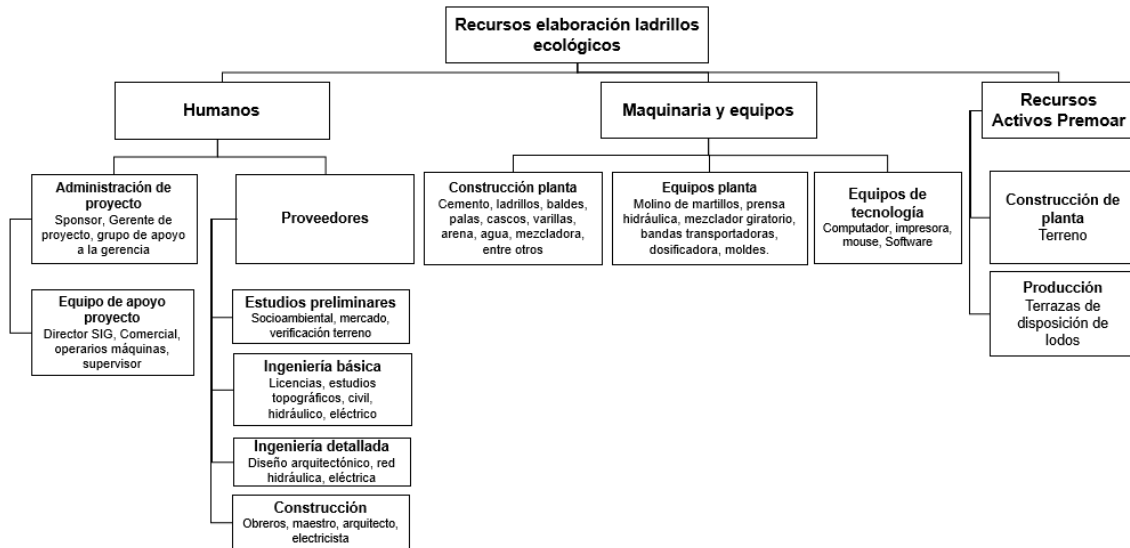 Recursos elaboración ladrillos
ecológicos
Humanos
Maquinaria y equipos
Recursos
Activos Premoar
Administración de
proyecto
Sponsor, Gerente de
proyecto, grupo de apoyo
a la gerencia
Proveedores
Construcción planta
Cemento, ladrillos, baldes,
palas, cascos, varillas,
arena, agua, mezcladora,
entre otros
Equipos planta
Molino de martillos, prensa
hidráulica, mezclador giratorio,
bandas transportadoras,
dosificadora, moldes.
Equipos de
tecnología
Computador, impresora,
mouse, Software
Construcción de
planta
Terreno
Equipo de apoyo
proyecto
Director SIG, Comercial,
operarios máquinas,
supervisor
Estudios preliminares
Socioambiental, mercado,
verificación terreno
Producción
Terrazas de
disposición de
lodos
Ingeniería básica
Licencias, estudios
topográficos, civil,
hidráulico, eléctrico
Ingeniería detallada
Diseño arquitectónico, red
hidráulica, eléctrica
Construcción
Obreros, maestro, arquitecto,
electricista